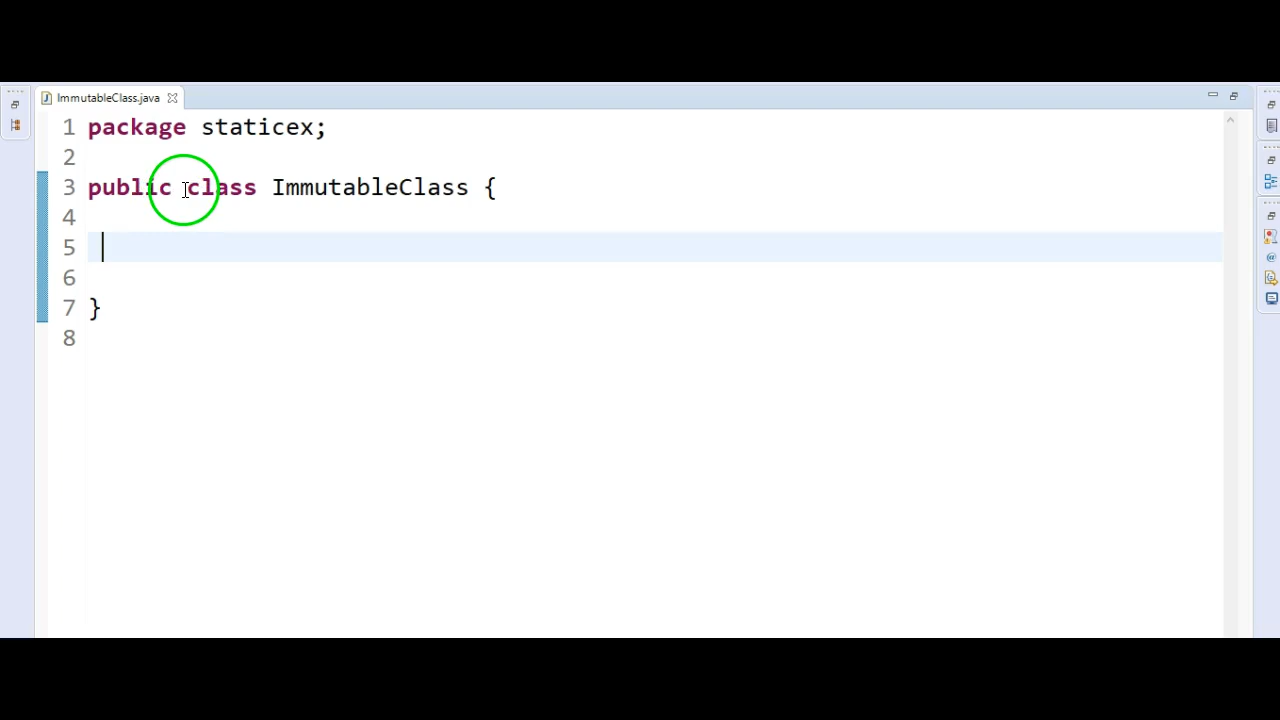 ImmutableClass.java
1 package staticex;
2
3 public class ImmutableClass {
4
5
6
7 }
8